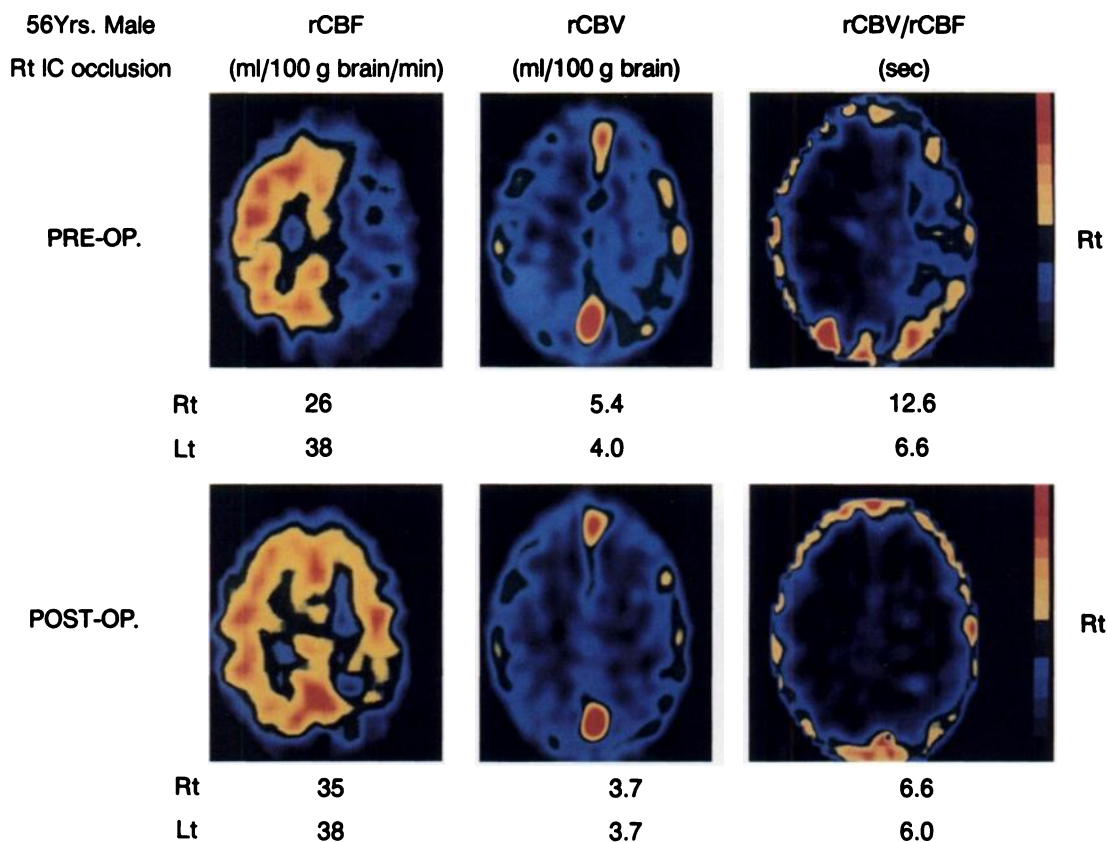 56Yrs. Male rCBF rCBV rCBV/rCBF
Rt IC occlusion (ml/100 g brain/min) (ml/100 g brain) (sec)
PRE-OP. Rt
Rt 26 5.4 12.6
Lt 38 4.0 6.6
POST-OP. Rt
Rt 35 3.7 6.6
Lt 38 3.7 6.0